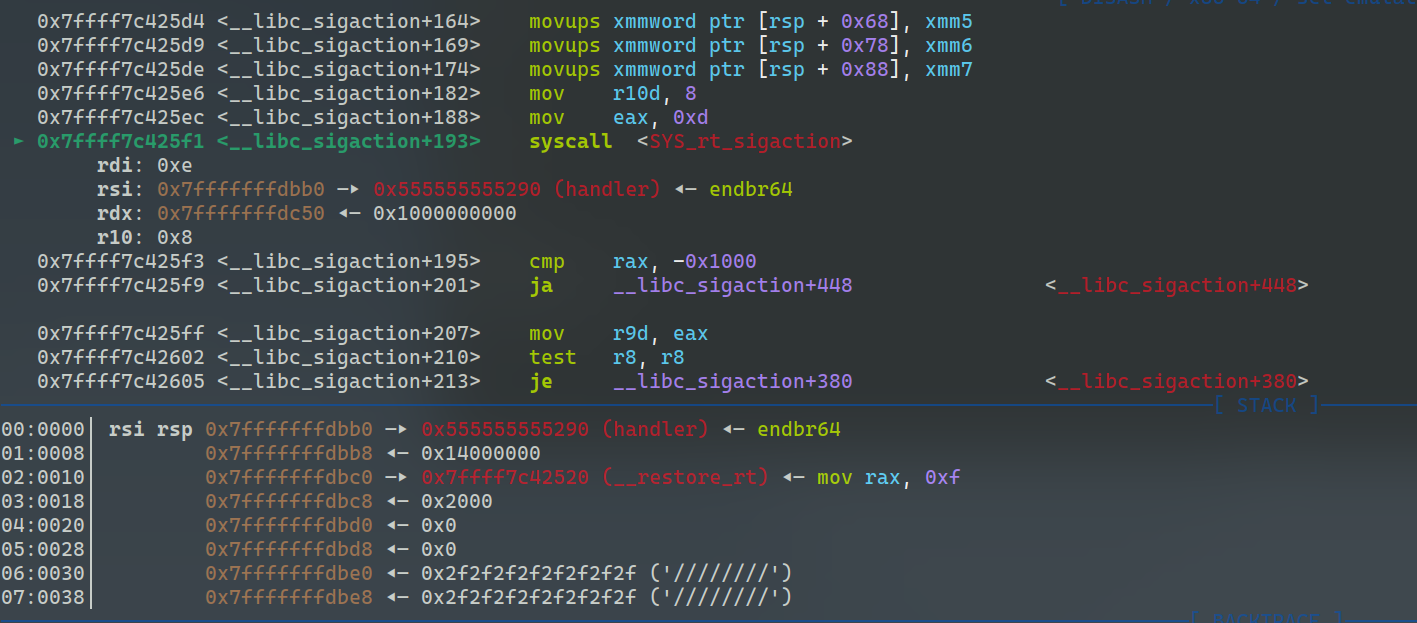 0x7ffff7c425d4 <__libc_sigaction+164> movups xmmword ptr [rsp + 0x68], xmm5
0x7ffff7c425d9 <__libc_sigaction+169> movups xmmword ptr [rsp + 0x78], xmm6
0x7ffff7c425de <__libc_sigaction+174> movups xmmword ptr [rsp + 0x88], xmm7
0x7ffff7c425e6 <__libc_sigaction+182> mov r10d, 8
0x7ffff7c425ec <__libc_sigaction+188> mov eax, 0xd
► 0x7ffff7c425f1 <__libc_sigaction+193> syscall <SYS_rt_sigaction>
rdi: 0xe
rsi: 0x7fffffffdbb0 —▸ 0x555555555290 (handler) ◂— endbr64
rdx: 0x7fffffffdc50 ◂— 0x1000000000
r10: 0x8
0x7ffff7c425f3 <__libc_sigaction+195> cmp rax, -0x1000
0x7ffff7c425f9 <__libc_sigaction+201> ja __libc_sigaction+448 <__libc_sigaction+448>
0x7ffff7c425ff <__libc_sigaction+207> mov r9d, eax
0x7ffff7c42602 <__libc_sigaction+210> test r8, r8
0x7ffff7c42605 <__libc_sigaction+213> je __libc_sigaction+380 <__libc_sigaction+380>
[ STACK ]
00:0000│ rsi rsp 0x7fffffffdbb0 —▸ 0x555555555290 (handler) ◂— endbr64
01:0008│ 0x7fffffffdbb8 ◂— 0x14000000
02:0010│ 0x7fffffffdbc0 —▸ 0x7ffff7c42520 (__restore_rt) ◂— mov rax, 0xf
03:0018│ 0x7fffffffdbc8 ◂— 0x2000
04:0020│ 0x7fffffffdbd0 ◂— 0x0
05:0028│ 0x7fffffffdbd8 ◂— 0x0
06:0030│ 0x7fffffffdbe0 ◂— 0x2f2f2f2f2f2f2f2f ('////////')
07:0038│ 0x7fffffffdbe8 ◂— 0x2f2f2f2f2f2f2f2f ('////////')